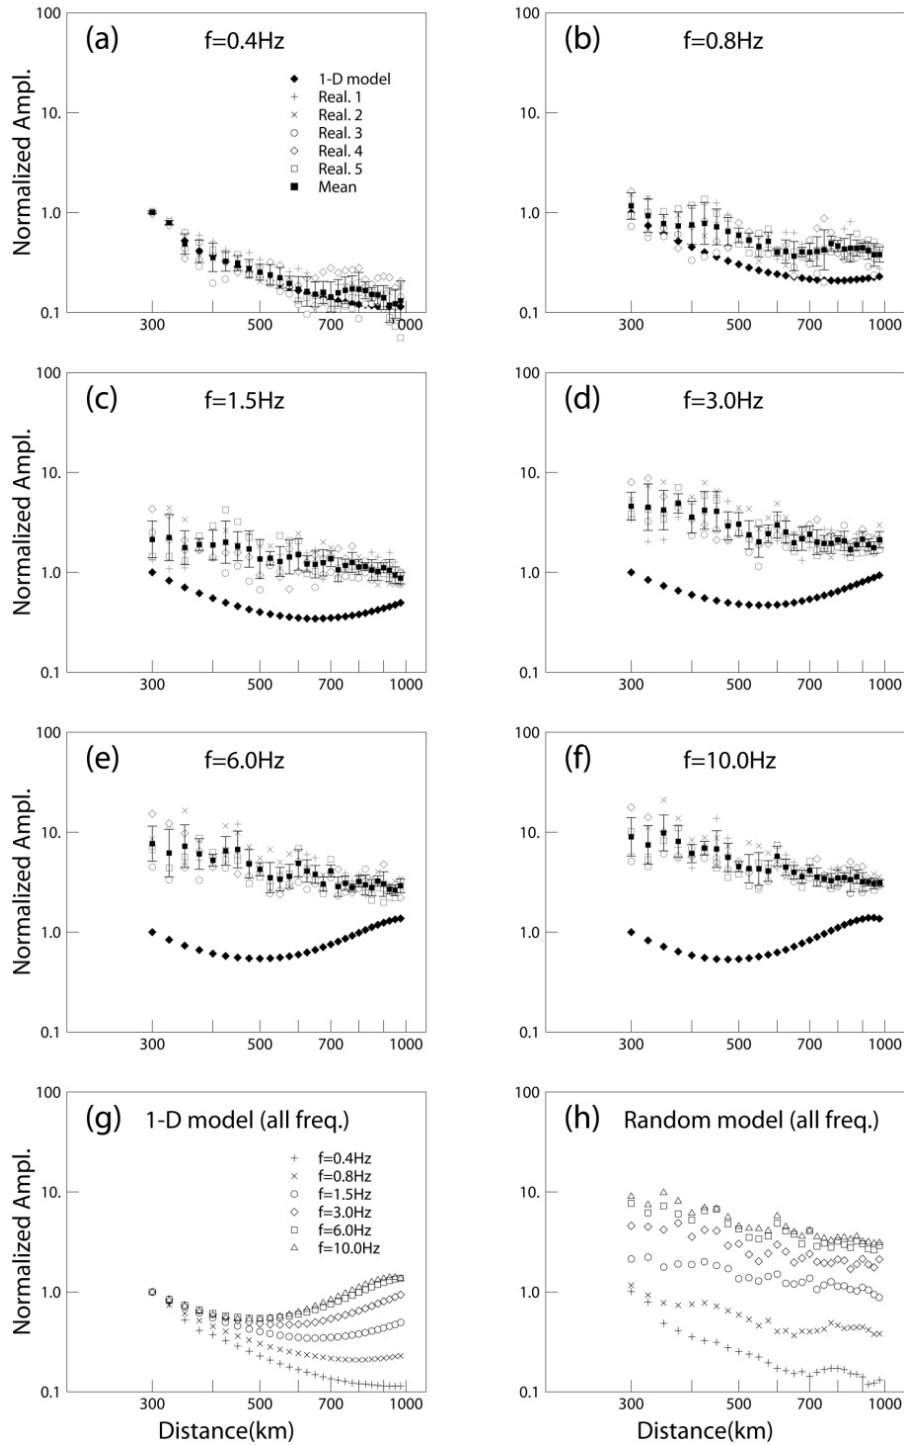 (a) f=0.4Hz
100
10.
1.0
0.1
Normalized Ampl.
1-D model
Real. 1
Real. 2
Real. 3
Real. 4
Real. 5
Mean
300 500 700 1000
(b) f=0.8Hz
100
10.
1.0
0.1
300 500 700 1000
(c) f=1.5Hz
100
10.
1.0
0.1
Normalized Ampl.
300 500 700 1000
(d) f=3.0Hz
100
10.
1.0
0.1
300 500 700 1000
(e) f=6.0Hz
100
10.
1.0
0.1
Normalized Ampl.
300 500 700 1000
(f) f=10.0Hz
100
10.
1.0
0.1
300 500 700 1000
(g) 1-D model (all freq.)
100
10.
1.0
0.1
Normalized Ampl.
f=0.4Hz
f=0.8Hz
f=1.5Hz
f=3.0Hz
f=6.0Hz
f=10.0Hz
300 500 700 1000
Distance(km)
(h) Random model (all freq.)
100
10.
1.0
0.1
300 500 700 1000
Distance(km)